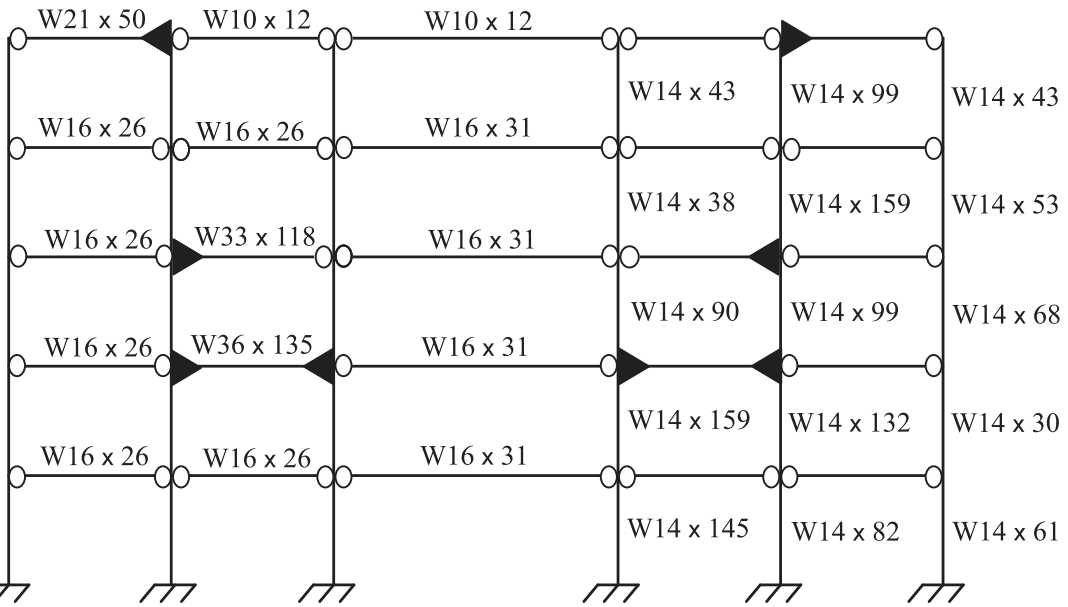 W21 x 50
W10 x 12
W10 x 12
W14 x 43
W14 x 99
W14 x 43
W16 x 26
W16 x 26
W16 x 31
W14 x 38
W14 x 159
W14 x 53
W16 x 26
W33 x 118
W16 x 31
W14 x 90
W14 x 99
W14 x 68
W16 x 26
W36 x 135
W16 x 31
W14 x 159
W14 x 132
W14 x 30
W16 x 26
W16 x 26
W16 x 31
W14 x 145
W14 x 82
W14 x 61